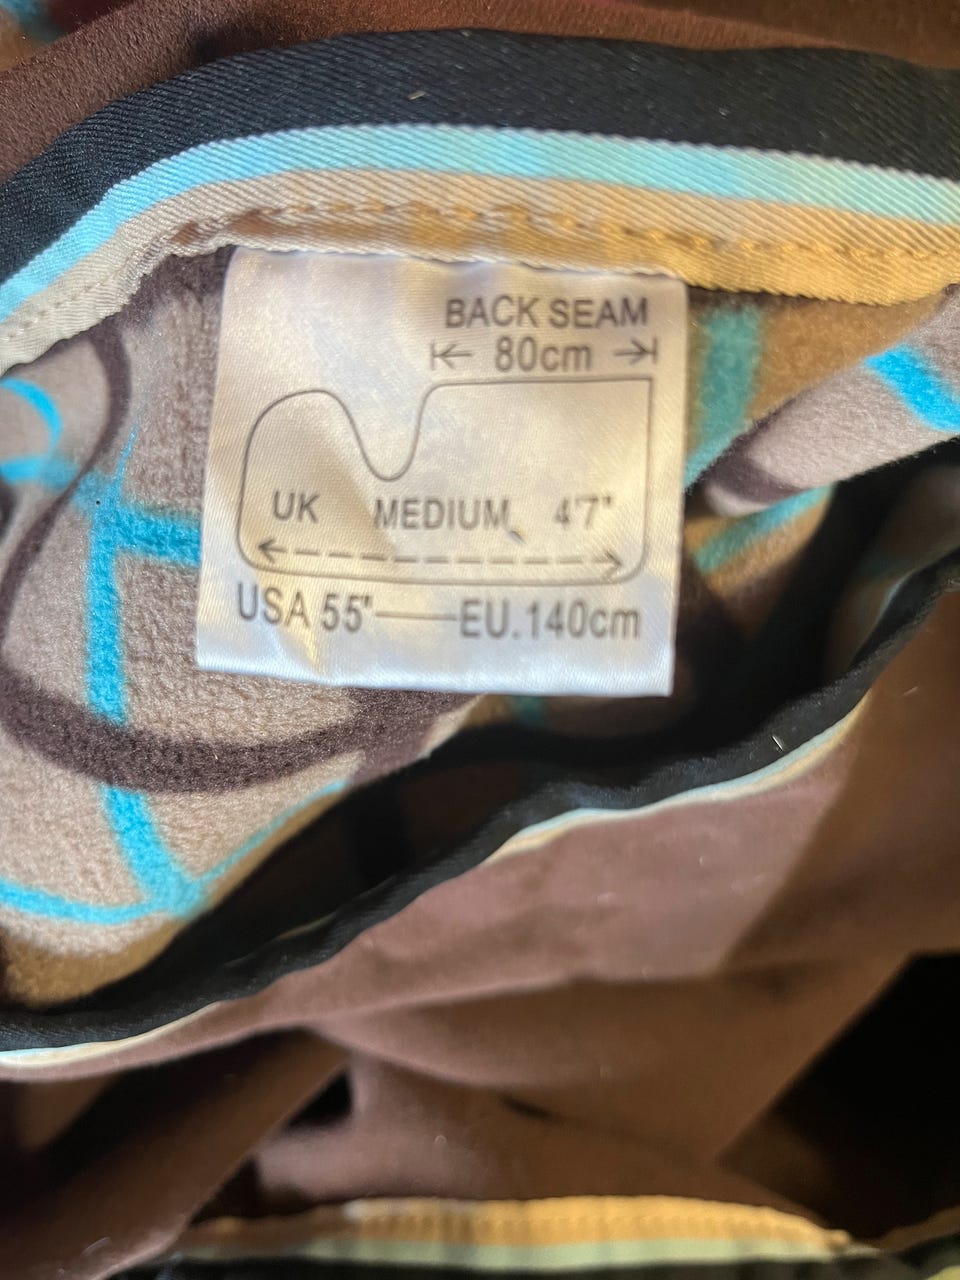 BACK SEAM
80cm
UK MEDIUM 4'7"
USA 55" EU.140cm